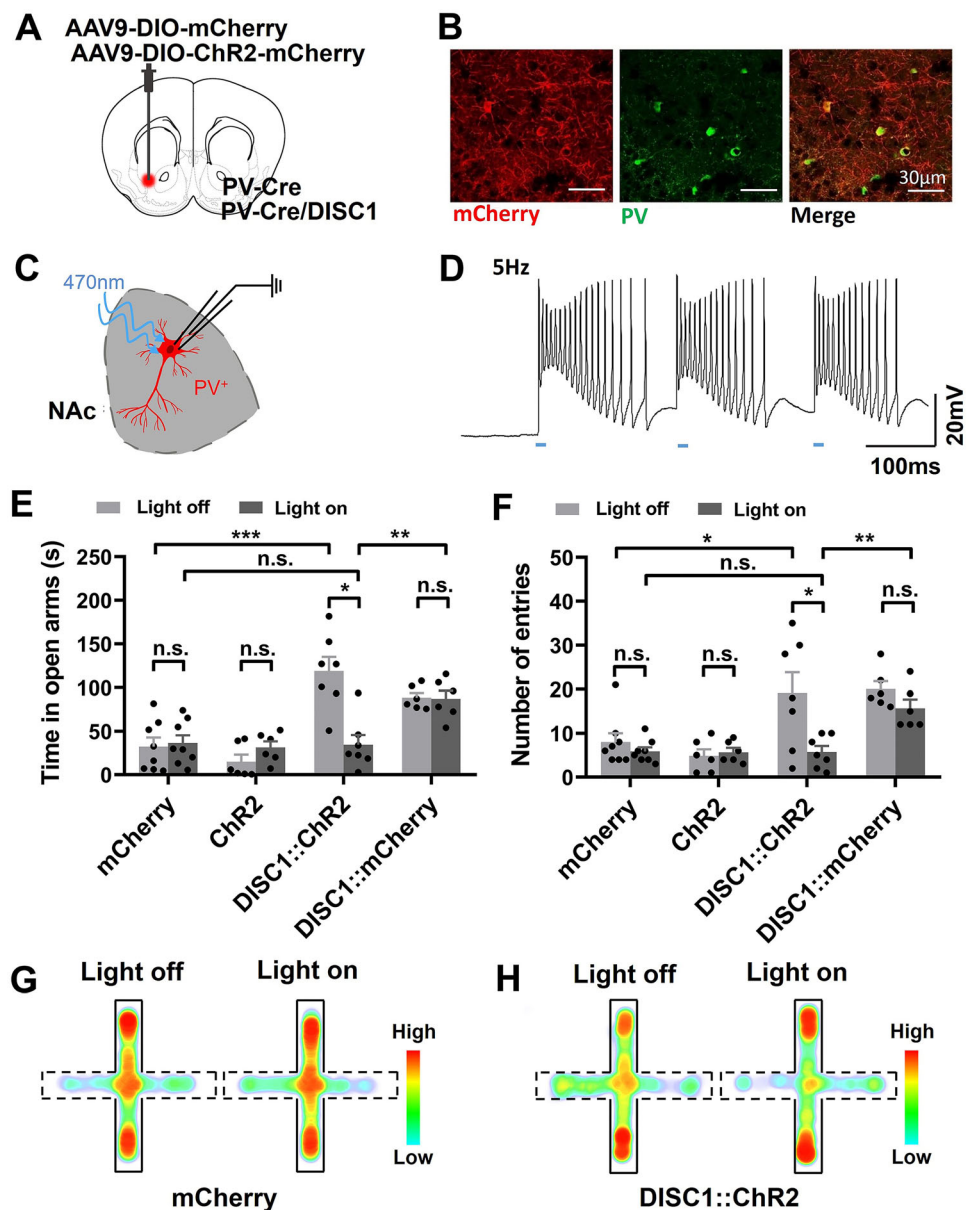 A
AAV9-DIO-mCherry
AAV9-DIO-ChR2-mCherry
PV-Cre
PV-Cre/DISC1
B
30μm
mCherry
PV
Merge
C
470nm
PV+
NAc
D
5Hz
20mV
100ms
E
Light off
Light on
***
**
n.s.
*
n.s.
n.s.
n.s.
Time in open arms (s)
250
200
150
100
50
0
mCherry
ChR2
DISC1::ChR2
DISC1::mCherry
F
Light off
Light on
*
**
n.s.
*
n.s.
n.s.
n.s.
Number of entries
50
40
30
20
10
0
mCherry
ChR2
DISC1::ChR2
DISC1::mCherry
G
Light off
Light on
High
Low
mCherry
H
Light off
Light on
High
Low
DISC1::ChR2